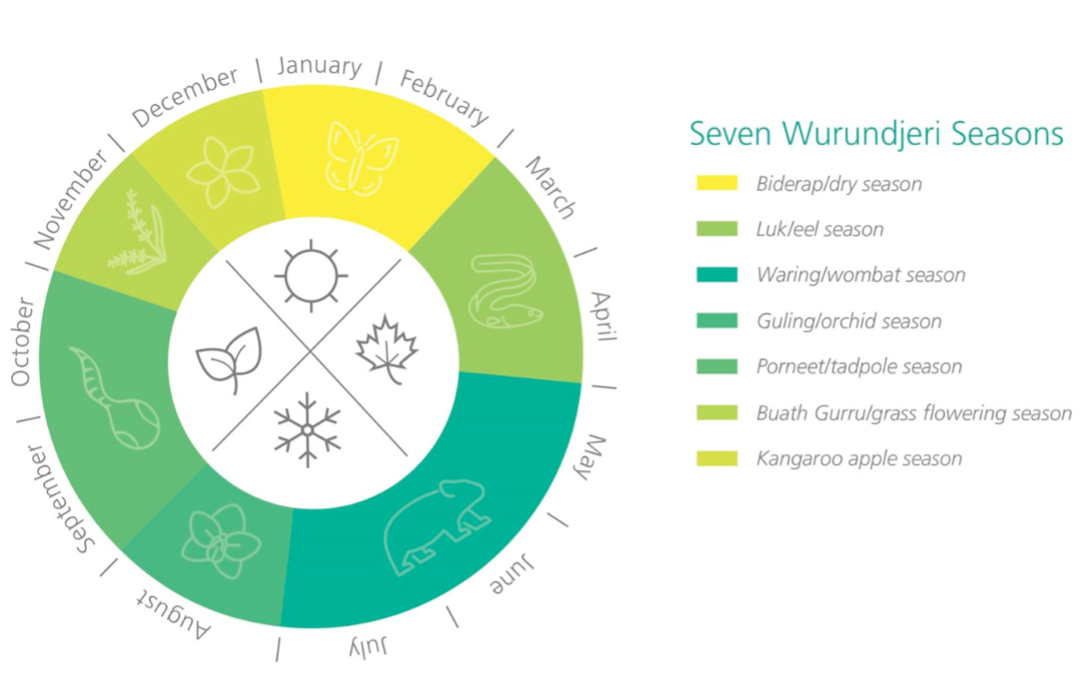 January
February
March
April
May
June
July
August
September
October
November
December
Seven Wurundjeri Seasons
Biderap/dry season
Luk/eel season
Waring/wombat season
Guling/orchid season
Porneet/tadpole season
Buath Gurru/grass flowering season
Kangaroo apple season